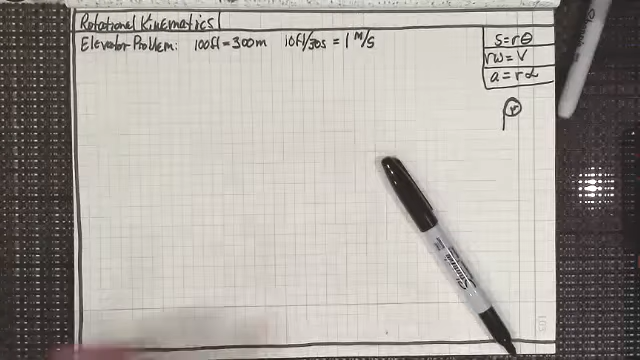 Rotational Kinematics
Elevator Problem: 100fl = 300m 10fl/30s = 1 m/s
s = rθ
rω = v
a = rα
r
Sharpie